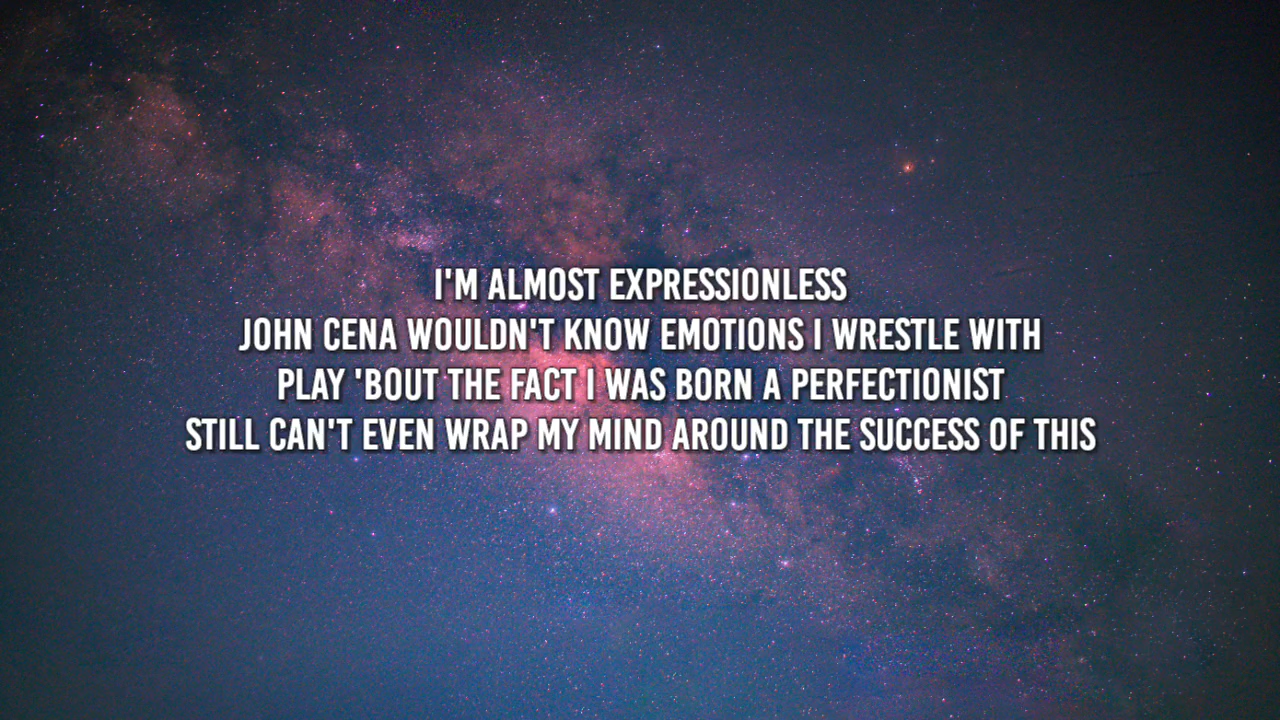 I'M ALMOST EXPRESSIONLESS
JOHN CENA WOULDN'T KNOW EMOTIONS I WRESTLE WITH
PLAY 'BOUT THE FACT I WAS BORN A PERFECTIONIST
STILL CAN'T EVEN WRAP MY MIND AROUND THE SUCCESS OF THIS